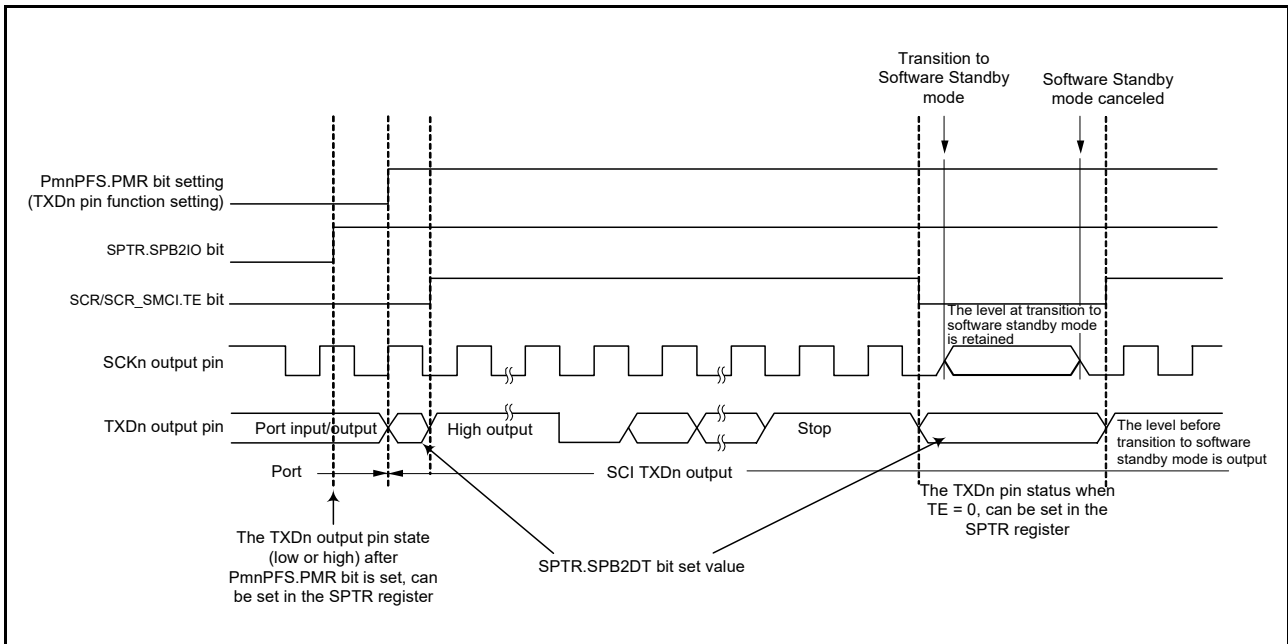 Transition to
Software Standby
mode
Software Standby
mode canceled
PmnPFS.PMR bit setting
(TXDn pin function setting)
SPTR.SPB2IO bit
SCR/SCR_SMCI.TE bit
The level at transition to
software standby mode
is retained
SCKn output pin
TXDn output pin
Port input/output
High output
Stop
The level before
transition to software
standby mode is output
Port
SCI TXDn output
The TXDn pin status when
TE = 0, can be set in the
SPTR register
The TXDn output pin state
(low or high) after
PmnPFS.PMR bit is set, can
be set in the SPTR register
SPTR.SPB2DT bit set value